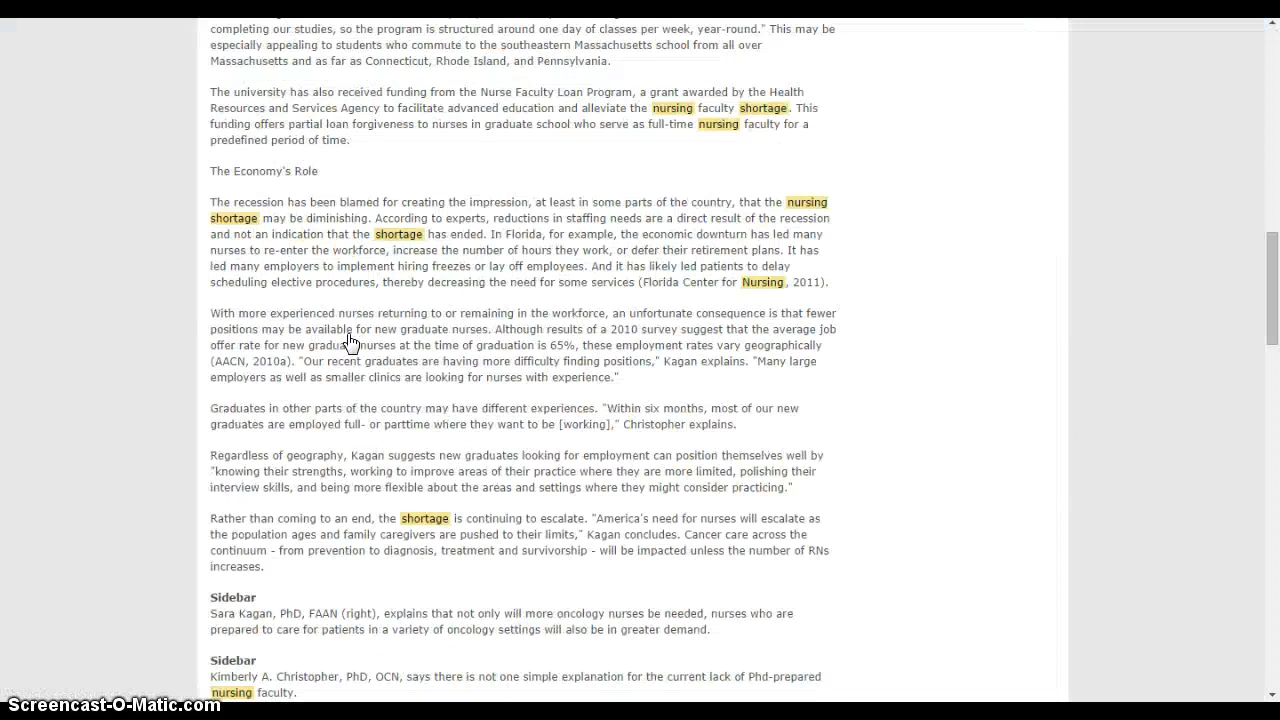 completing our studies, so the program is structured around one day of classes per week, year-round." This may be
especially appealing to students who commute to the southeastern Massachusetts school from all over
Massachusetts and as far as Connecticut, Rhode Island, and Pennsylvania.
The university has also received funding from the Nurse Faculty Loan Program, a grant awarded by the Health
Resources and Services Agency to facilitate advanced education and alleviate the nursing faculty shortage. This
funding offers partial loan forgiveness to nurses in graduate school who serve as full-time nursing faculty for a
predefined period of time.
The Economy's Role
The recession has been blamed for creating the impression, at least in some parts of the country, that the nursing
shortage may be diminishing. According to experts, reductions in staffing needs are a direct result of the recession
and not an indication that the shortage has ended. In Florida, for example, the economic downturn has led many
nurses to re-enter the workforce, increase the number of hours they work, or defer their retirement plans. It has
led many employers to implement hiring freezes or lay off employees. And it has likely led patients to delay
scheduling elective procedures, thereby decreasing the need for some services (Florida Center for Nursing, 2011).
With more experienced nurses returning to or remaining in the workforce, an unfortunate consequence is that fewer
positions may be available for new graduate nurses. Although results of a 2010 survey suggest that the average job
offer rate for new graduate nurses at the time of graduation is 65%, these employment rates vary geographically
(AACN, 2010a). "Our recent graduates are having more difficulty finding positions," Kagan explains. "Many large
employers as well as smaller clinics are looking for nurses with experience."
Graduates in other parts of the country may have different experiences. "Within six months, most of our new
graduates are employed full- or parttime where they want to be [working]," Christopher explains.
Regardless of geography, Kagan suggests new graduates looking for employment can position themselves well by
"knowing their strengths, working to improve areas of their practice where they are more limited, polishing their
interview skills, and being more flexible about the areas and settings where they might consider practicing."
Rather than coming to an end, the shortage is continuing to escalate. "America's need for nurses will escalate as
the population ages and family caregivers are pushed to their limits," Kagan concludes. Cancer care across the
continuum - from prevention to diagnosis, treatment and survivorship - will be impacted unless the number of RNs
increases.
Sidebar
Sara Kagan, PhD, FAAN (right), explains that not only will more oncology nurses be needed, nurses who are
prepared to care for patients in a variety of oncology settings will also be in greater demand.
Sidebar
Kimberly A. Christopher, PhD, OCN, says there is not one simple explanation for the current lack of Phd-prepared
nursing faculty.
Screencast-O-Matic.com